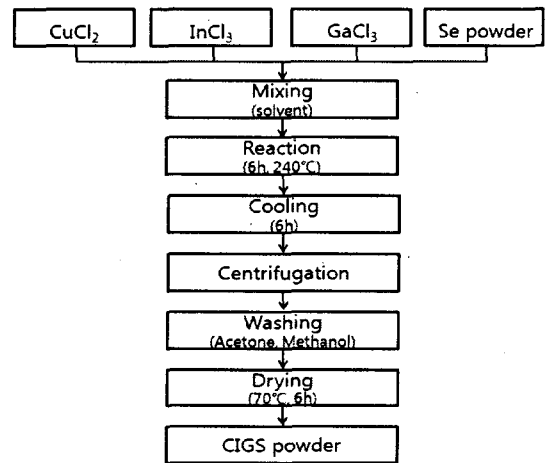 CuCl₂
InCl₃
GaCl₃
Se powder
Mixing
(solvent)
Reaction
(6h, 240℃)
Cooling
(6h)
Centrifugation
Washing
(Acetone, Methanol)
Drying
(70℃, 6h)
CIGS powder